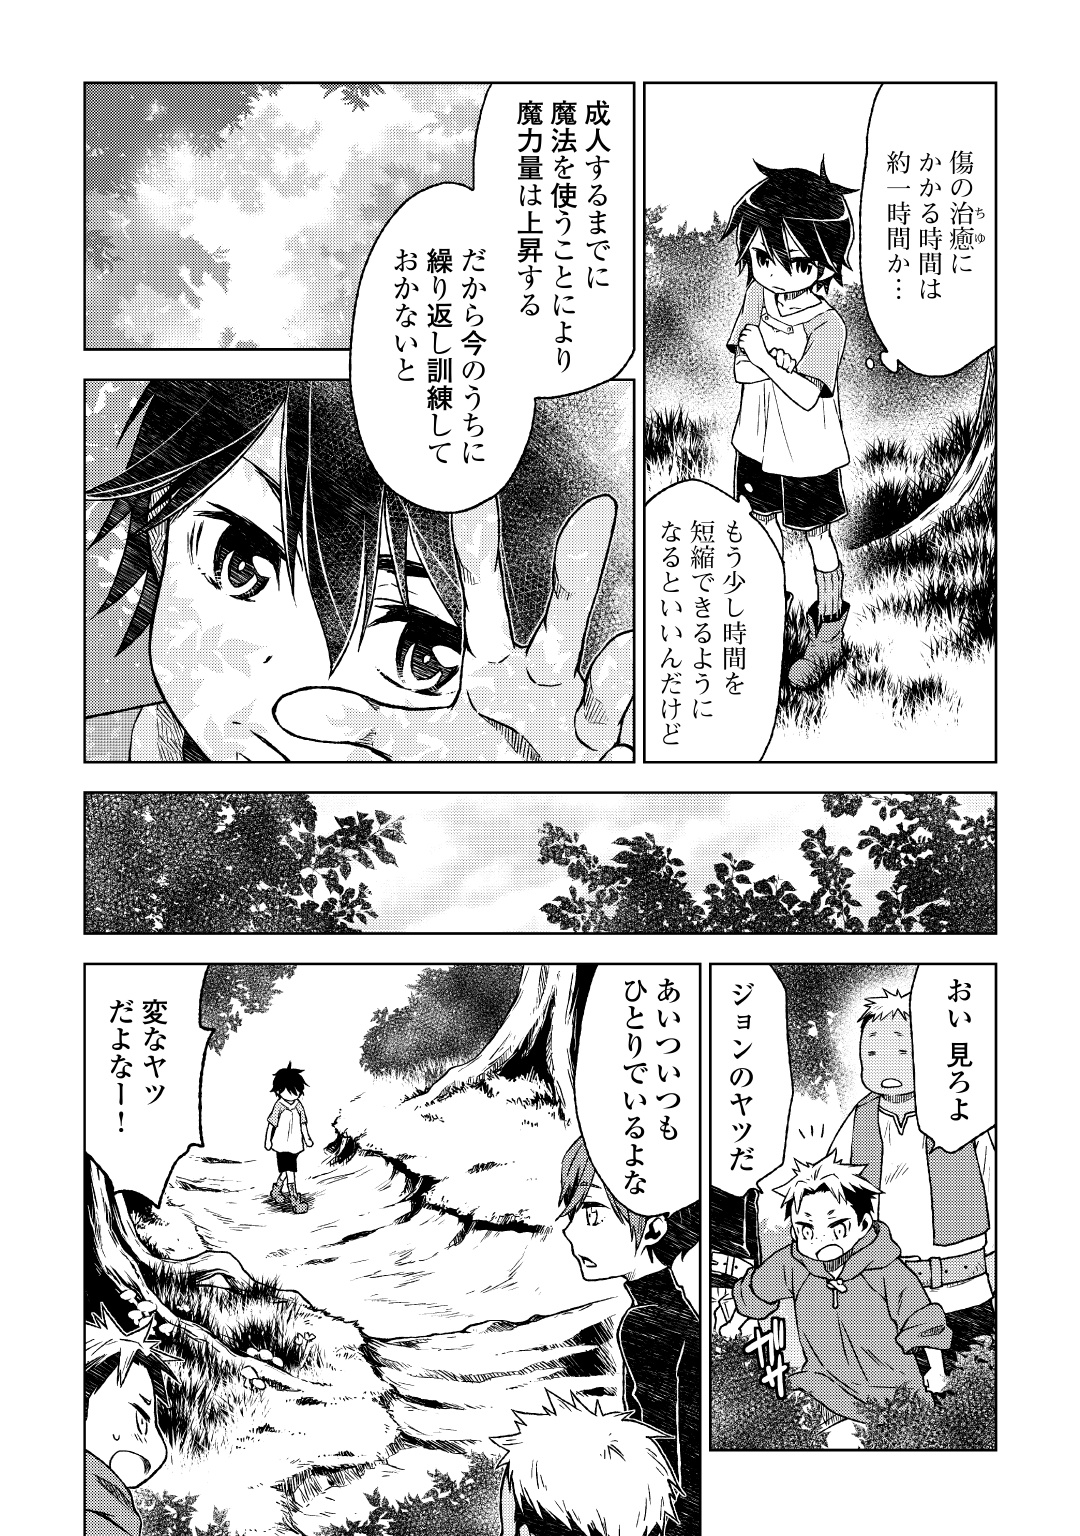 傷の治癒に
ちゆ
かかる時間は
約一時間か…
もう少し時間を
短縮できるように
なるといいんだけど
成人するまでに
魔法を使うことにより
魔力量は上昇する
だから今のうちに
繰り返し訓練して
おかないと
おい 見ろよ
ジョンのヤツだ
ガサ
あいついつも
ひとりでいるよな
変なヤツ
だよなー！